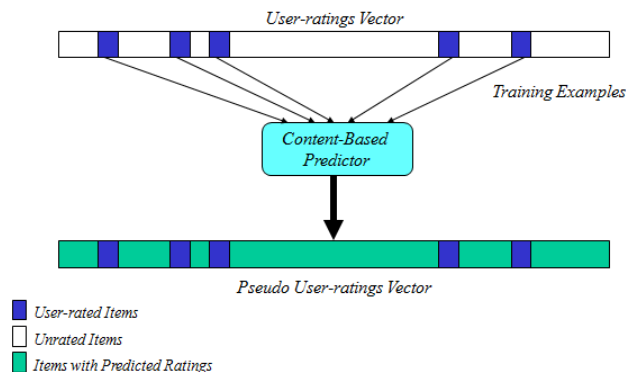 User-ratings Vector
Training Examples
Content-Based
Predictor
Pseudo User-ratings Vector
User-rated Items
Unrated Items
Items with Predicted Ratings